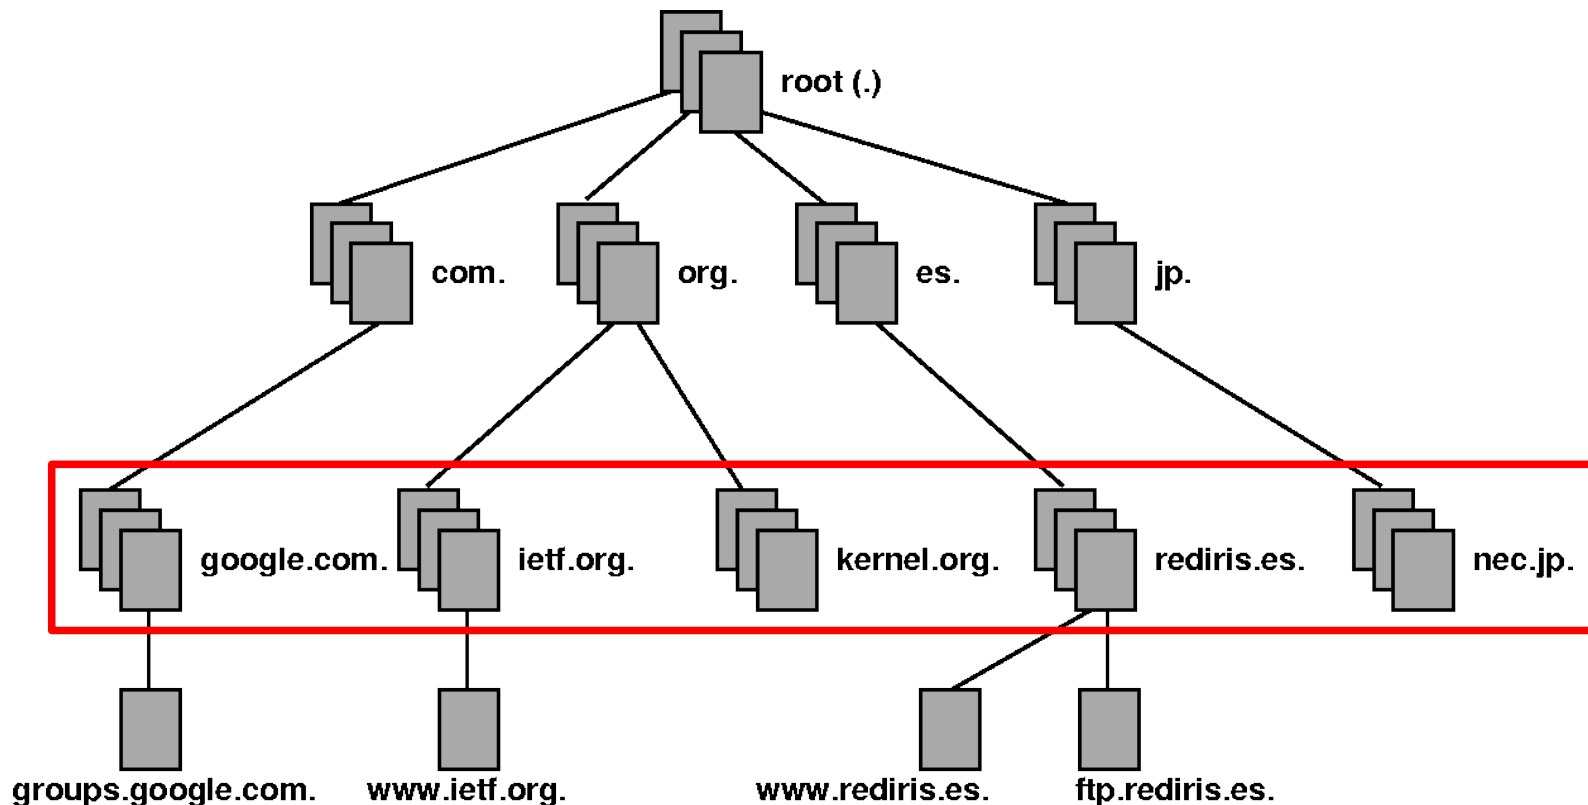 root (.)
com.
org.
es.
jp.
google.com.
ietf.org.
kernel.org.
rediris.es.
nec.jp.
groups.google.com.
www.ietf.org.
www.rediris.es.
ftp.rediris.es.